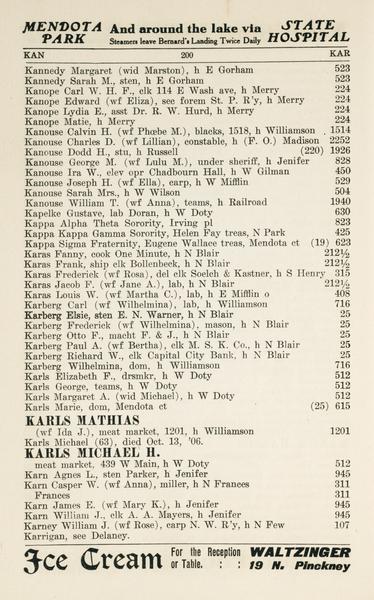 MENDOTA PARK And around the lake via STATE HOSPITAL
Steamers leave Bernard's Landing Twice Daily
KAN 200 KAR
Kannedy Margaret (wid Marston), h E Gorham 523
Kannedy Sarah M., sten, h E Gorham 523
Kanope Carl W. H. F., clk 114 E Wash ave, h Merry 224
Kanope Edward (wf Eliza), sec forem St. P. R'y, h Merry 224
Kanope Lydia E., asst Dr. R. W. Hurd, h Merry 224
Kanope Matie, h Merry 224
Kanouse Calvin H. (wf Phœbe M.), blacks, 1518, h Williamson . 1514
Kanouse Charles D. (wf Lillian), constable, h (F. O.) Madison 2252
Kanouse Dodd H., stu, h Russell (220) 1926
Kanouse George M. (wf Lulu M.), under sheriff, h Jenifer 828
Kanouse Ira W., elev opr Chadbourn Hall, h W Gilman 450
Kanouse Joseph H. (wf Ella), carp, h W Mifflin 529
Kanouse Sarah Mrs., h W Wilson 504
Kanouse William T. (wf Anna), teams, h Railroad 1940
Kapelke Gustave, lab Doran, h W Doty 630
Kappa Alpha Theta Sorority, Irving pl 823
Kappa Kappa Gamma Sorority, Helen Fay treas, N Park 425
Kappa Sigma Fraternity, Eugene Wallace treas, Mendota ct (19) 623
Karas Fanny, cook One Minute, h N Blair 212½
Karas Frank, ship clk Bollenbeck, h N Blair 212½
Karas Frederick (wf Rosa), del clk Soelch & Kastner, h S Henry 315
Karas Jacob F. (wf Jane A.), lab, h N Blair 212½
Karas Louis W. (wf Martha C.), lab, h E Mifflin o 408
Karberg Carl (wf Wilhelmina), lab, h Williamson 716
Karberg Elsie, sten E. N. Warner, h N Blair 25
Karberg Frederick (wf Wilhelmina), mason, h N Blair 25
Karberg Otto F., macht F. & J., h N Blair 25
Karberg Paul A. (wf Bertha), clk M. S. K. Co., h N Blair 25
Karberg Richard W., clk Capital City Bank, h N Blair 25
Karberg Wilhelmina, dom, h Williamson 716
Karls Elizabeth F., drsmkr, h W Doty 512
Karls George, teams, h W Doty 512
Karls Margaret A. (wid Michael), h W Doty 512
Karls Marie, dom, Mendota ct (25) 615
KARLS MATHIAS
(wf Ida J.), meat market, 1201, h Williamson 1201
Karls Michael (63), died Oct. 13, '06.
KARLS MICHAEL H.
meat market, 439 W Main, h W Doty 512
Karn Agnes L., sten Parker, h Jenifer 945
Karn Casper W. (wf Anna), miller, h N Frances 311
Frances 311
Karn James E. (wf Mary K.), h Jenifer 945
Karn William J., clk A. A. Mayers, h Jenifer 945
Karney William J. (wf Rose), carp N. W. R'y, h N Few 107
Karrigan, see Delaney.
Ice Cream For the Reception or Table. : : WALTZINGER 19 N. Pinckney